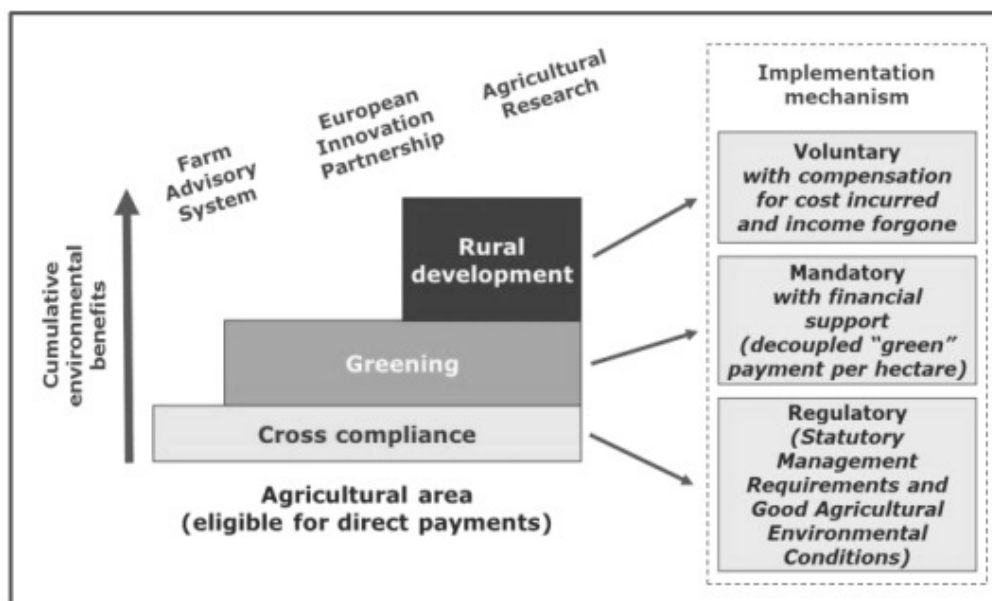 Farm
Advisory
System
European
Innovation
Partnership
Agricultural
Research
Cumulative
environmental
benefits
Rural
development
Greening
Cross compliance
Agricultural area
(eligible for direct payments)
Implementation
mechanism
Voluntary
with compensation
for cost incurred
and income forgone
Mandatory
with financial
support
(decoupled “green”
payment per hectare)
Regulatory
(Statutory
Management
Requirements and
Good Agricultural
Environmental
Conditions)